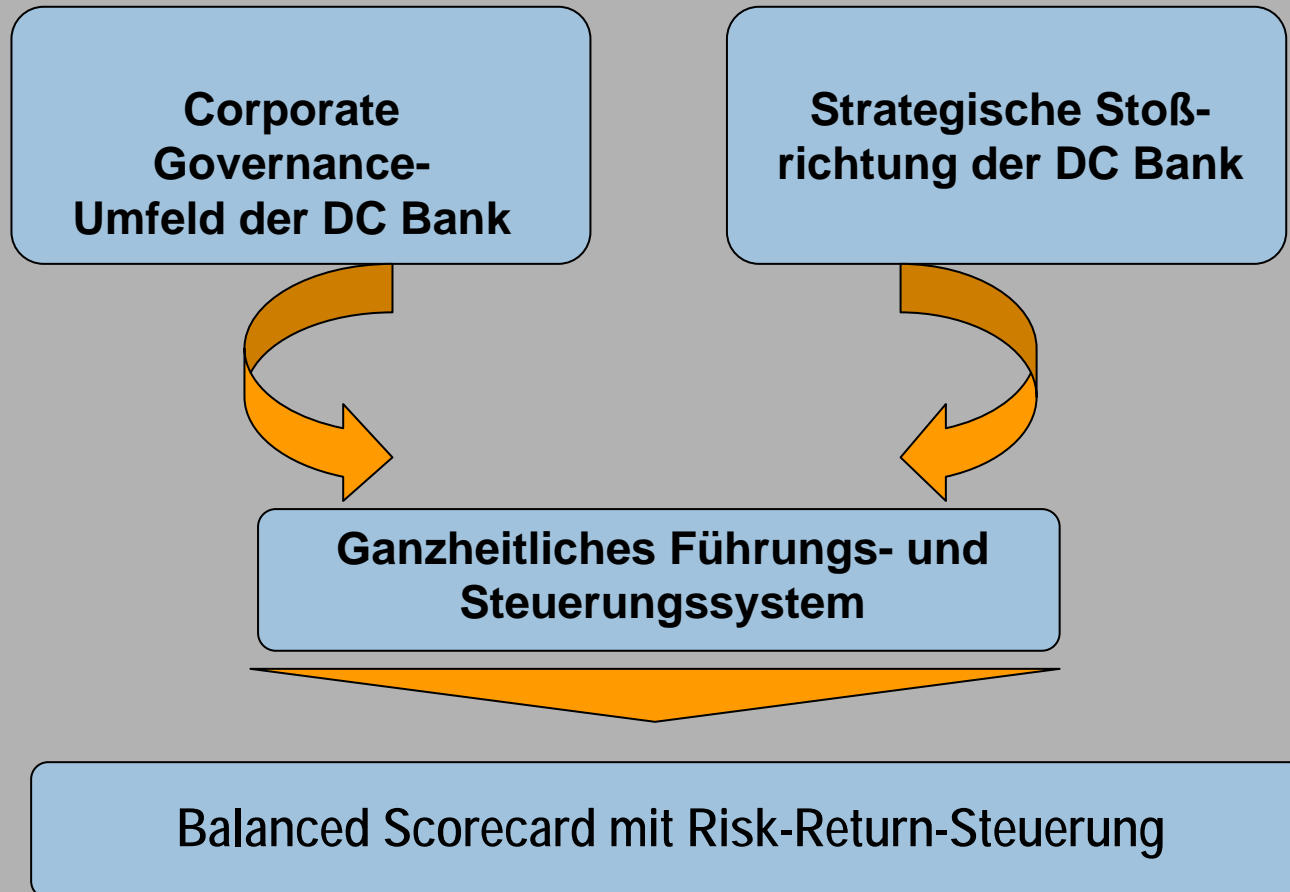 Corporate
Governance-
Umfeld der DC Bank
Strategische Stoß-
richtung der DC Bank
Ganzheitliches Führungs- und
Steuerungssystem
Balanced Scorecard mit Risk-Return-Steuerung